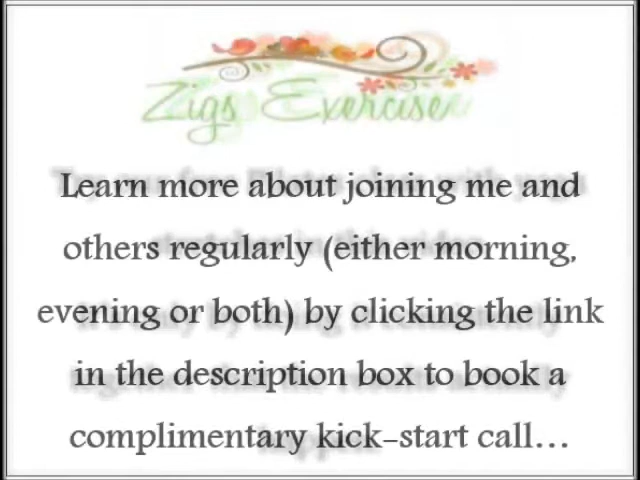 Zigs Exercise
Learn more about joining me and
others regularly (either morning,
evening or both) by clicking the link
in the description box to book a
complimentary kick-start call...